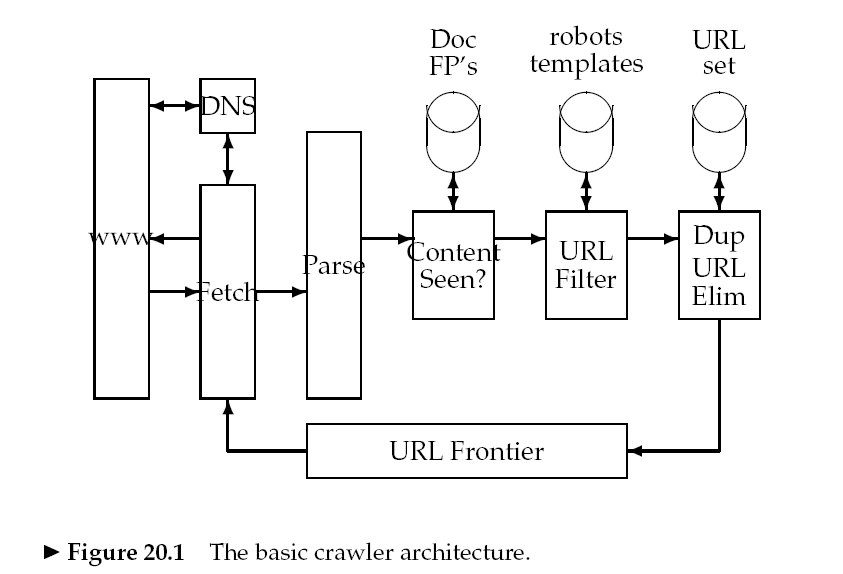 Doc
FP's
robots
templates
URL
set
DNS
www
Fetch
Parse
Content
Seen?
URL
Filter
Dup
URL
Elim
URL Frontier
► Figure 20.1 The basic crawler architecture.